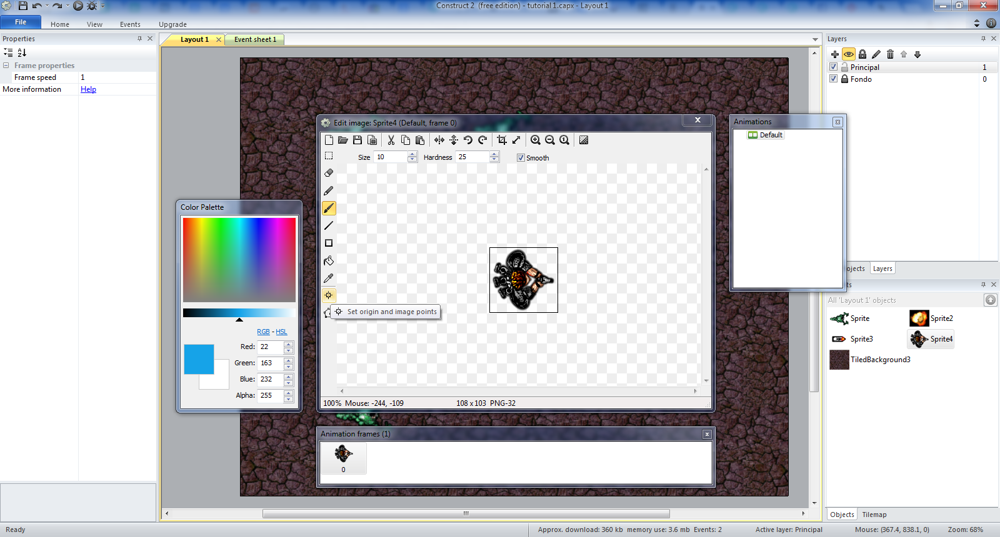 Construct 2 (free edition) - tutorial 1.capx - Layout 1
File
Home
View
Events
Upgrade
Properties
Frame properties
Frame speed 1
More information Help
Layout 1
Event sheet 1
Layers
Principal 1
Fondo 0
Edit image: Sprite4 (Default, frame 0)
Size 10 Hardness 25 Smooth
Animations
Default
Color Palette
RGB - HSL
Red: 22
Green: 163
Blue: 232
Alpha: 255
Set origin and image points
100% Mouse: -244, -109 108 x 103 PNG-32
Animation frames (1)
0
Layers
All 'Layout 1' objects
Sprite
Sprite2
Sprite3
Sprite4
TiledBackground3
Objects
Tilemap
Ready
Approx. download: 360 kb memory use: 3.6 mb Events: 2
Active layer: Principal
Mouse: (367.4, 838.1, 0)
Zoom: 68%